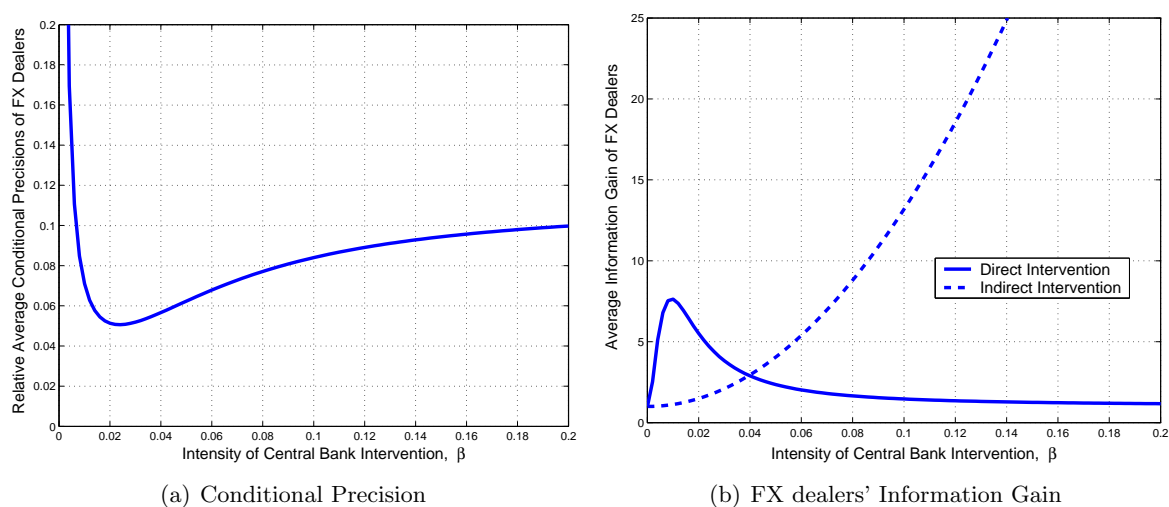 0.2
0.18
0.16
0.14
0.12
0.1
0.08
0.06
0.04
0.02
0
Relative Average Conditional Precisions of FX Dealers
0 0.02 0.04 0.06 0.08 0.1 0.12 0.14 0.16 0.18 0.2
Intensity of Central Bank Intervention, β
(a) Conditional Precision
25
20
15
10
5
0
Average Information Gain of FX Dealers
Direct Intervention
Indirect Intervention
0 0.02 0.04 0.06 0.08 0.1 0.12 0.14 0.16 0.18 0.2
Intensity of Central Bank Intervention, β
(b) FX dealers' Information Gain